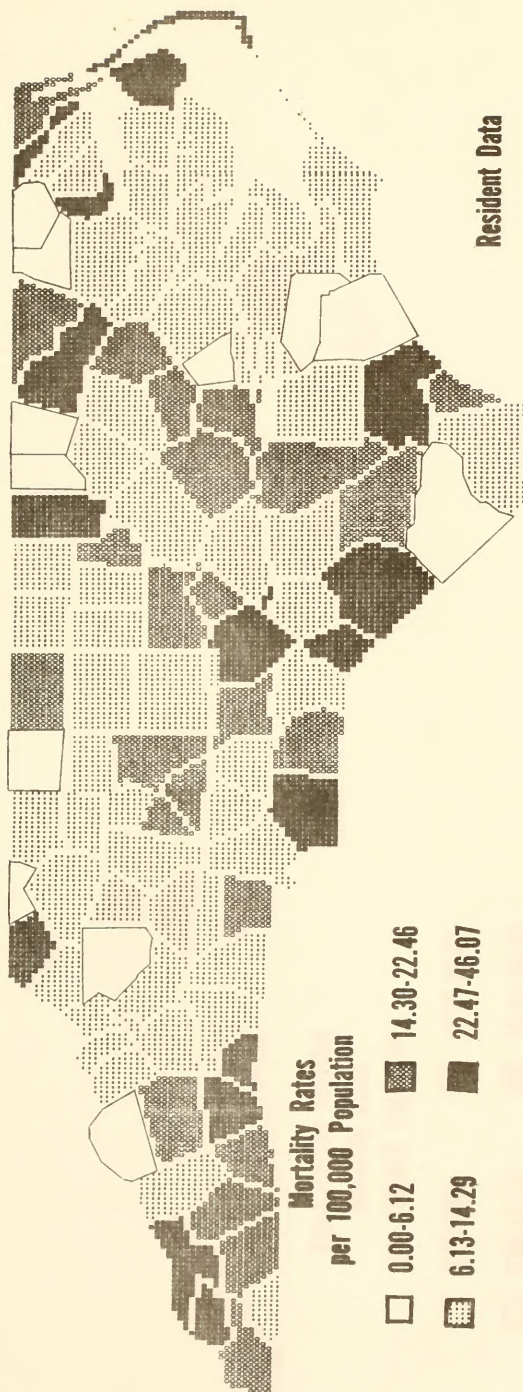 Mortality Rates
per 100,000 Population
0.00-6.12
14.30-22.46
6.13-14.29
22.47-46.07
Resident Data